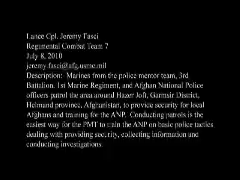 Lance Cpl. Jeremy Fasci
Regimental Combat Team 7
July 8, 2010
jeremy.fasci@afg.usmc.mil
Description: Marines from the police mentor team, 3rd
Battalion, 1st Marine Regiment, and Afghan National Police
officers patrol the area around Hazer Joft, Garmsir District,
Helmand province, Afghanistan, to provide security for local
Afghans and training for the ANP. Conducting patrols is the
easiest way for the PMT to train the ANP on basic police tactics
dealing with providing security, collecting information and
conducting investigations.